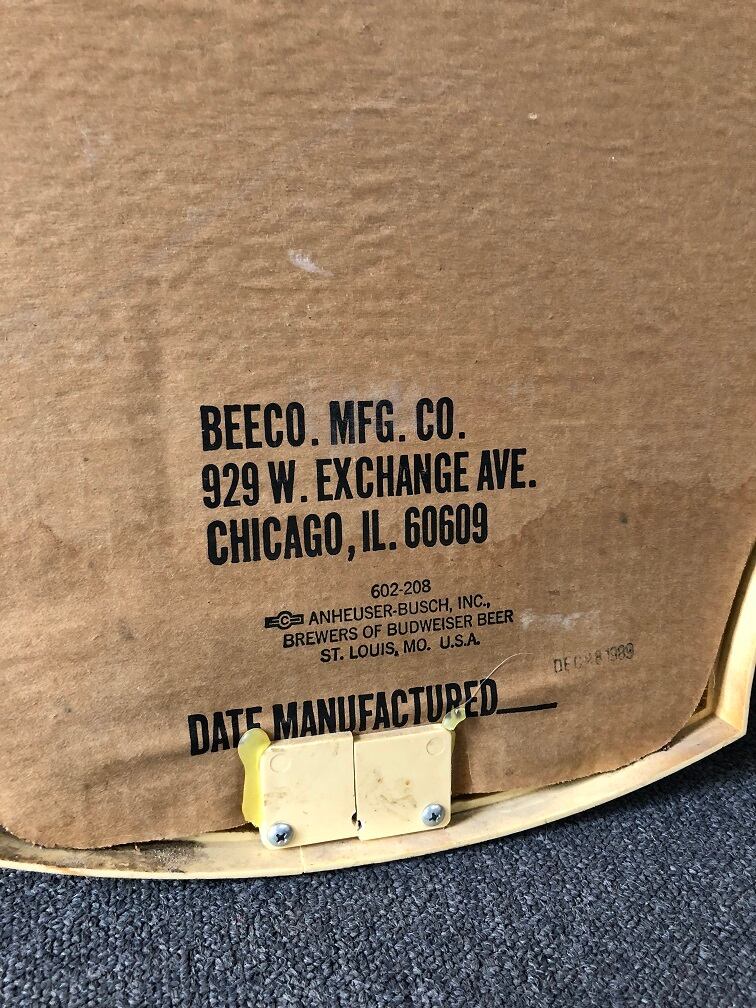 BEECO. MFG. CO.
929 W. EXCHANGE AVE.
CHICAGO, IL. 60609
602-208
ANHEUSER-BUSCH, INC.,
BREWERS OF BUDWEISER BEER
ST. LOUIS, MO. U.S.A.
DEC 8 1989
DATE MANUFACTURED